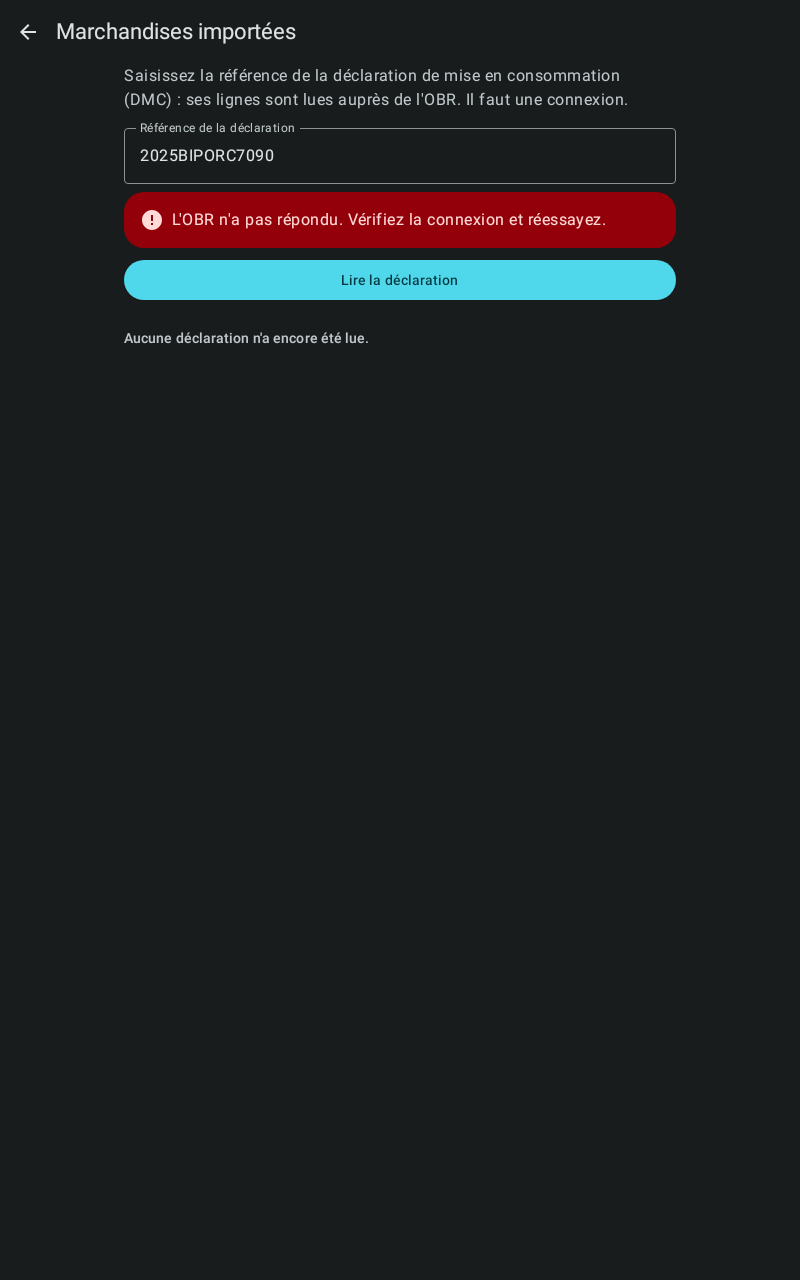 Marchandises importées
Saisissez la référence de la déclaration de mise en consommation
(DMC) : ses lignes sont lues auprès de l'OBR. Il faut une connexion.
Référence de la déclaration
2025BIPORC7090
L'OBR n'a pas répondu. Vérifiez la connexion et réessayez.
Lire la déclaration
Aucune déclaration n'a encore été lue.